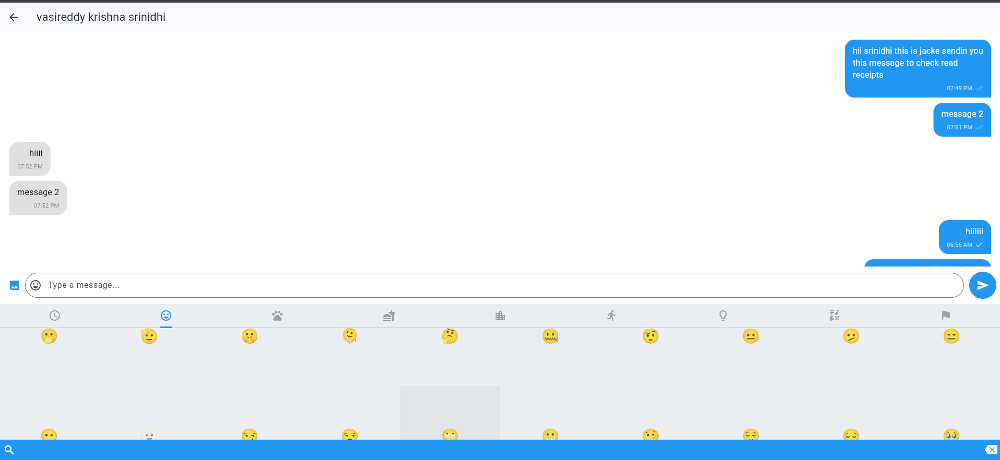 vasireddy krishna srinidhi
hii srinidhi this is jacke sendin you
this message to check read
receipts
07:49 PM
message 2
07:51 PM
hiiii
07:52 PM
message 2
07:52 PM
hiiiiii
06:56 AM
Type a message...